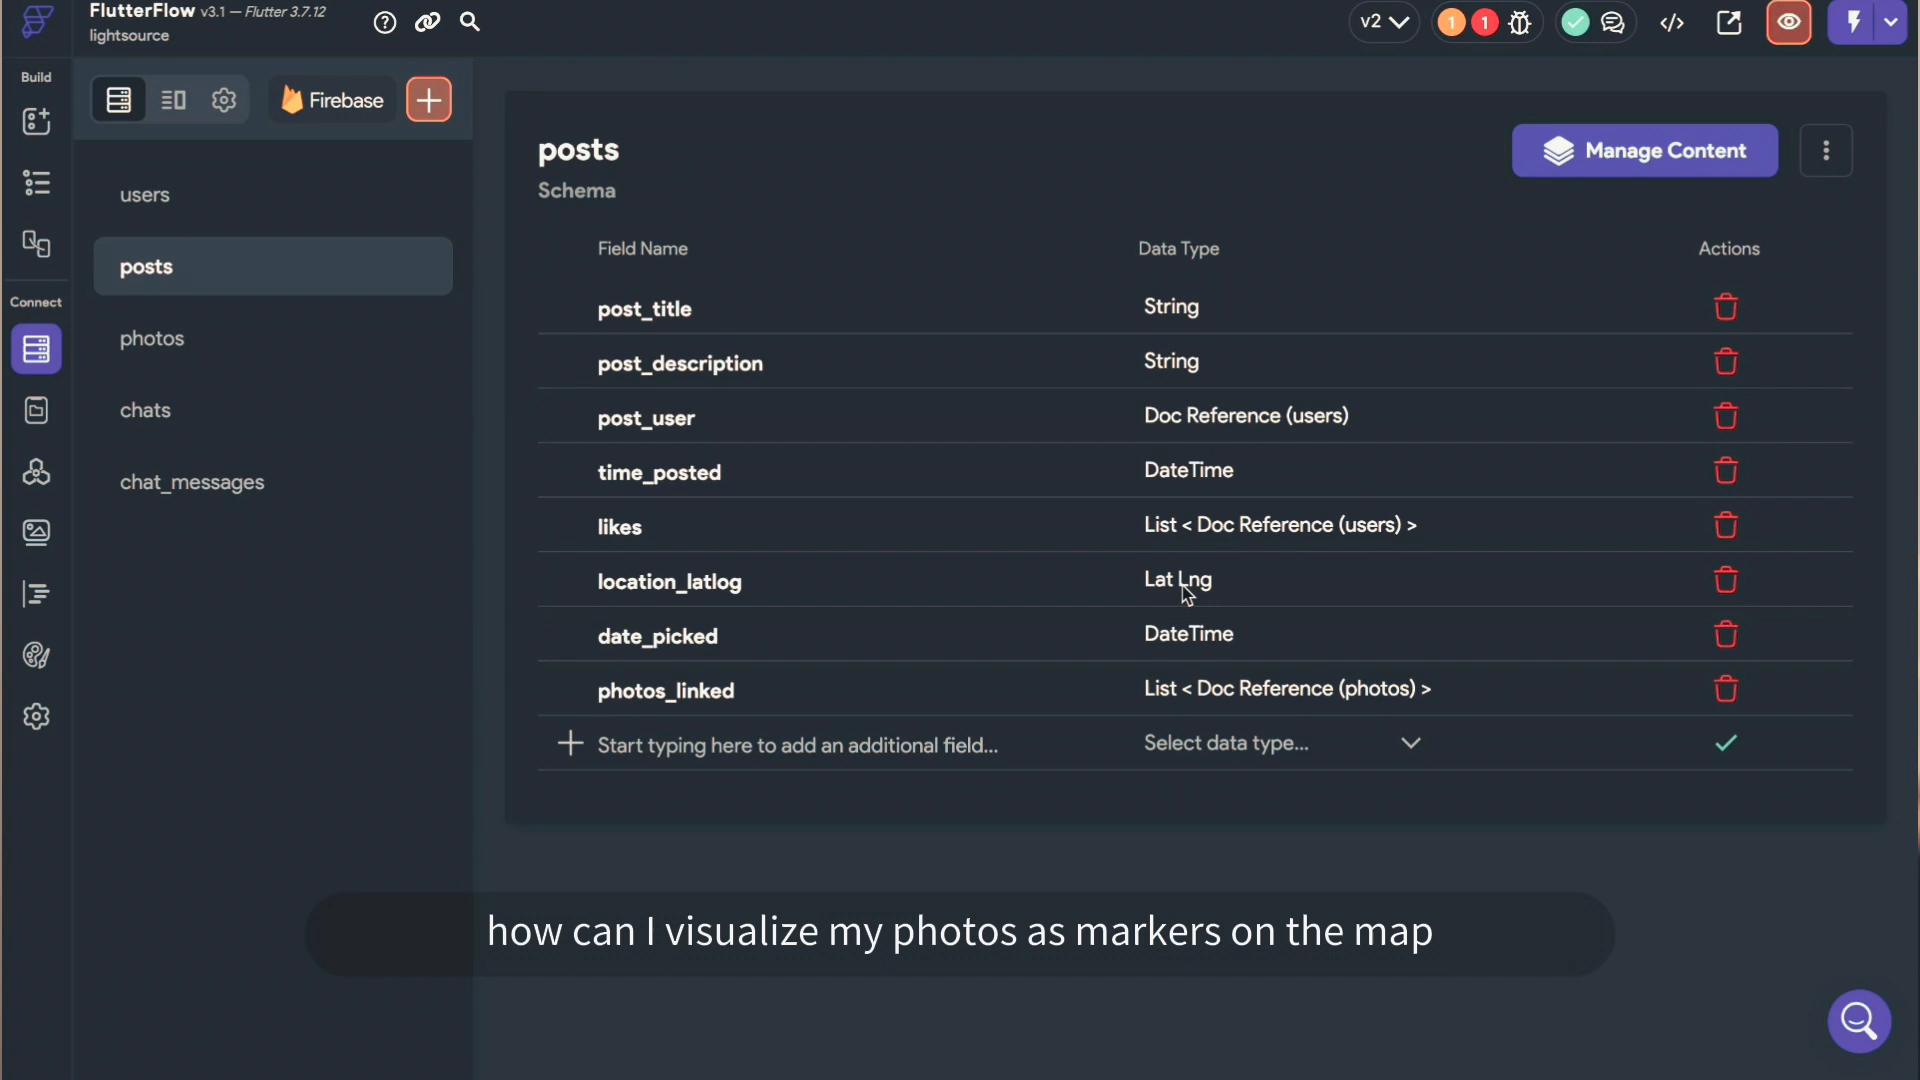 FlutterFlow v3.1 — Flutter 3.7.12
lightsource
v2
1
1
Build
Connect
Firebase
users
posts
photos
chats
chat_messages
posts
Manage Content
Schema
Field Name Data Type Actions
post_title String
post_description String
post_user Doc Reference (users)
time_posted DateTime
likes List < Doc Reference (users) >
location_latlog Lat Lng
date_picked DateTime
photos_linked List < Doc Reference (photos) >
Start typing here to add an additional field... Select data type...
how can I visualize my photos as markers on the map